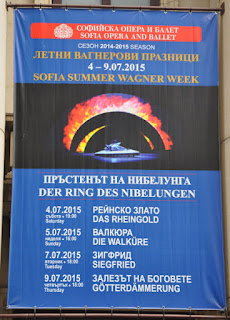 СОФИЙСКА ОПЕРА И БАЛЕТ
SOFIA OPERA AND BALLET
СЕЗОН 2014-2015 SEASON
ЛЕТНИ ВАГНЕРОВИ ПРАЗНИЦИ
4 – 9.07.2015
SOFIA SUMMER WAGNER WEEK
ПРЪСТЕНЪТ НА НИБЕЛУНГА
DER RING DES NIBELUNGEN
4.07.2015 РЕЙНСКО ЗЛАТО
събота • 19:00 DAS RHEINGOLD
Saturday
5.07.2015 ВАЛКЮРА
неделя • 18:00 DIE WALKÜRE
Sunday
7.07.2015 ЗИГФРИД
вторник • 18:00 SIEGFRIED
Tuesday
9.07.2015 ЗАЛЕЗЪТ НА БОГОВЕТЕ
четвъртък • 18:00 GÖTTERDÄMMERUNG
Thursday